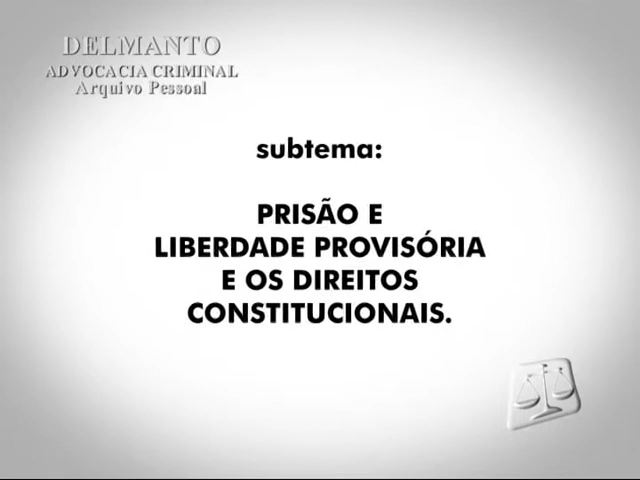 DELMANTO
ADVOCACIA CRIMINAL
Arquivo Pessoal
subtema:
PRISÃO E
LIBERDADE PROVISÓRIA
E OS DIREITOS
CONSTITUCIONAIS.